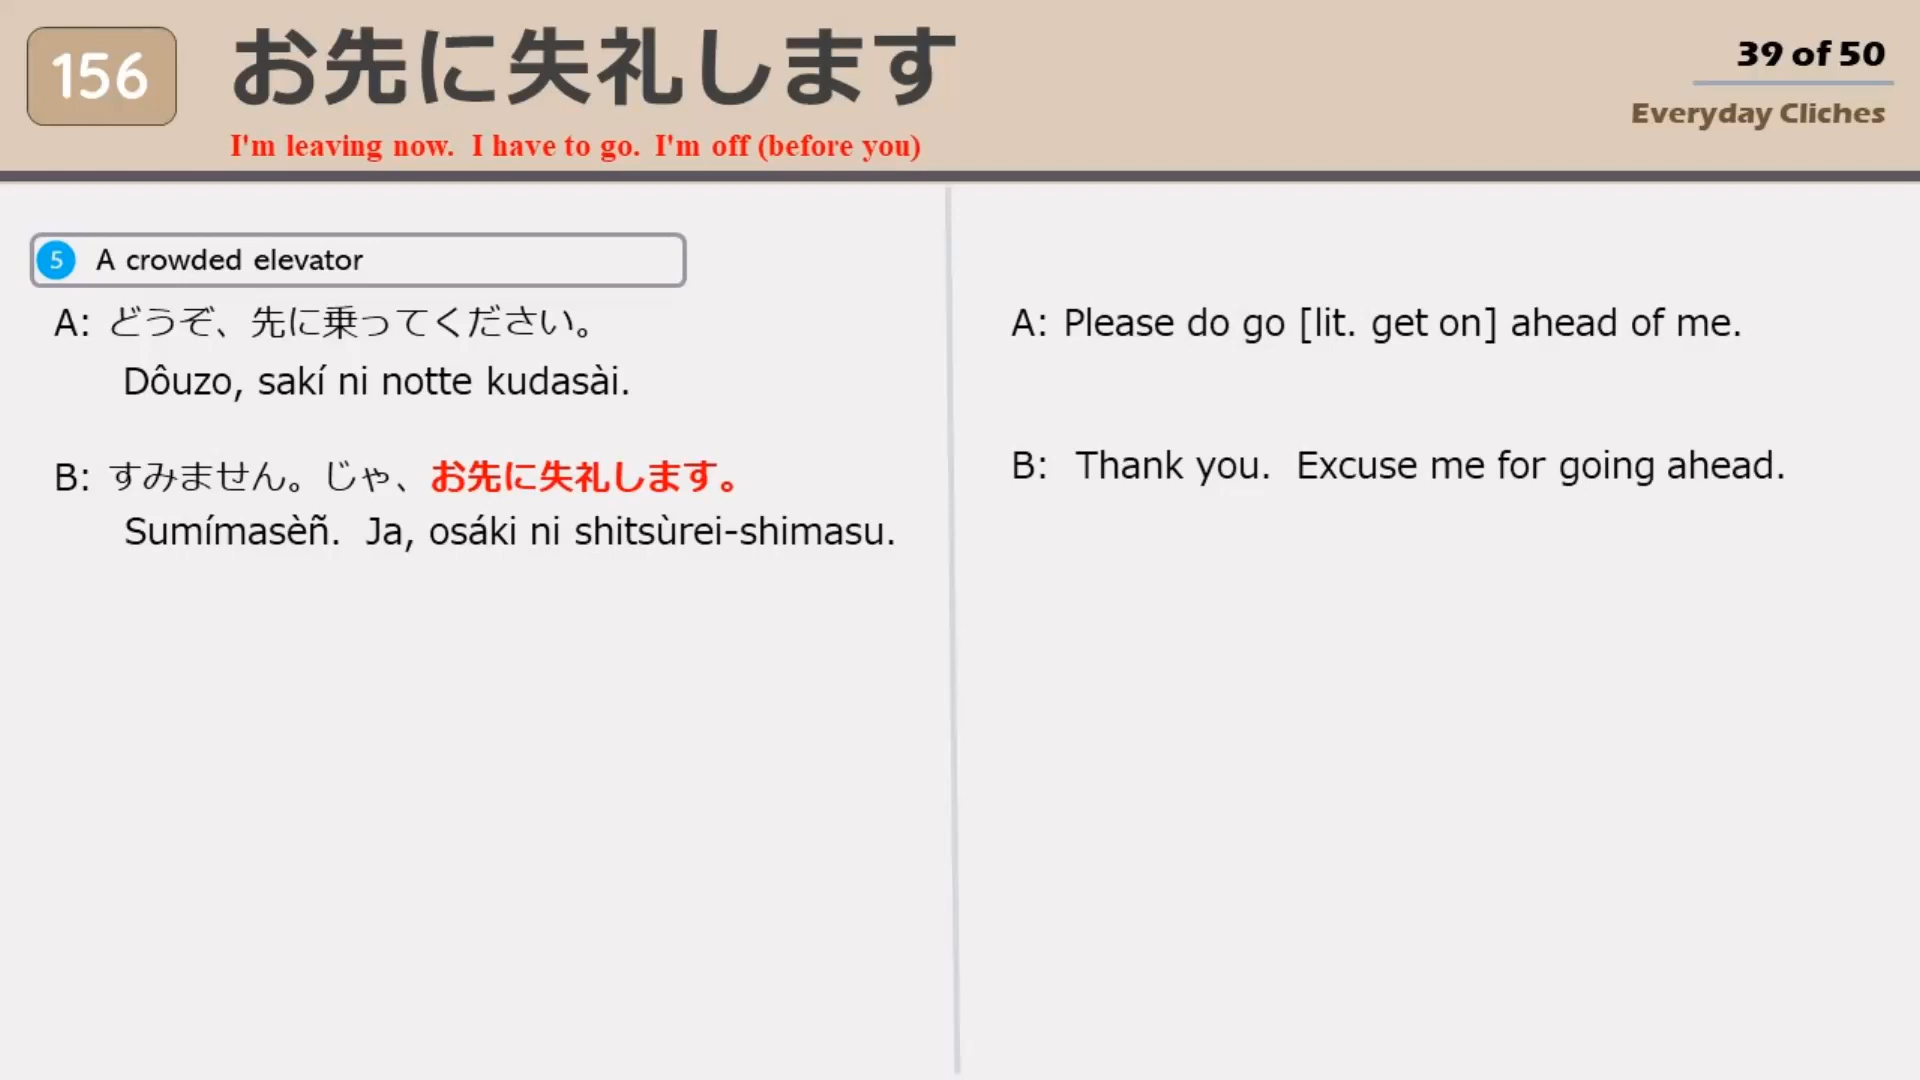 156
お先に失礼します
I'm leaving now.  I have to go.  I'm off (before you)
39 of 50
Everyday Cliches
5 A crowded elevator
A: どうぞ、先に乗ってください。
Dôuzo, sakí ni notte kudasài.
B: すみません。じゃ、お先に失礼します。
Sumímasèñ.  Ja, osáki ni shitsùrei-shimasu.
A: Please do go [lit. get on] ahead of me.
B:  Thank you.  Excuse me for going ahead.